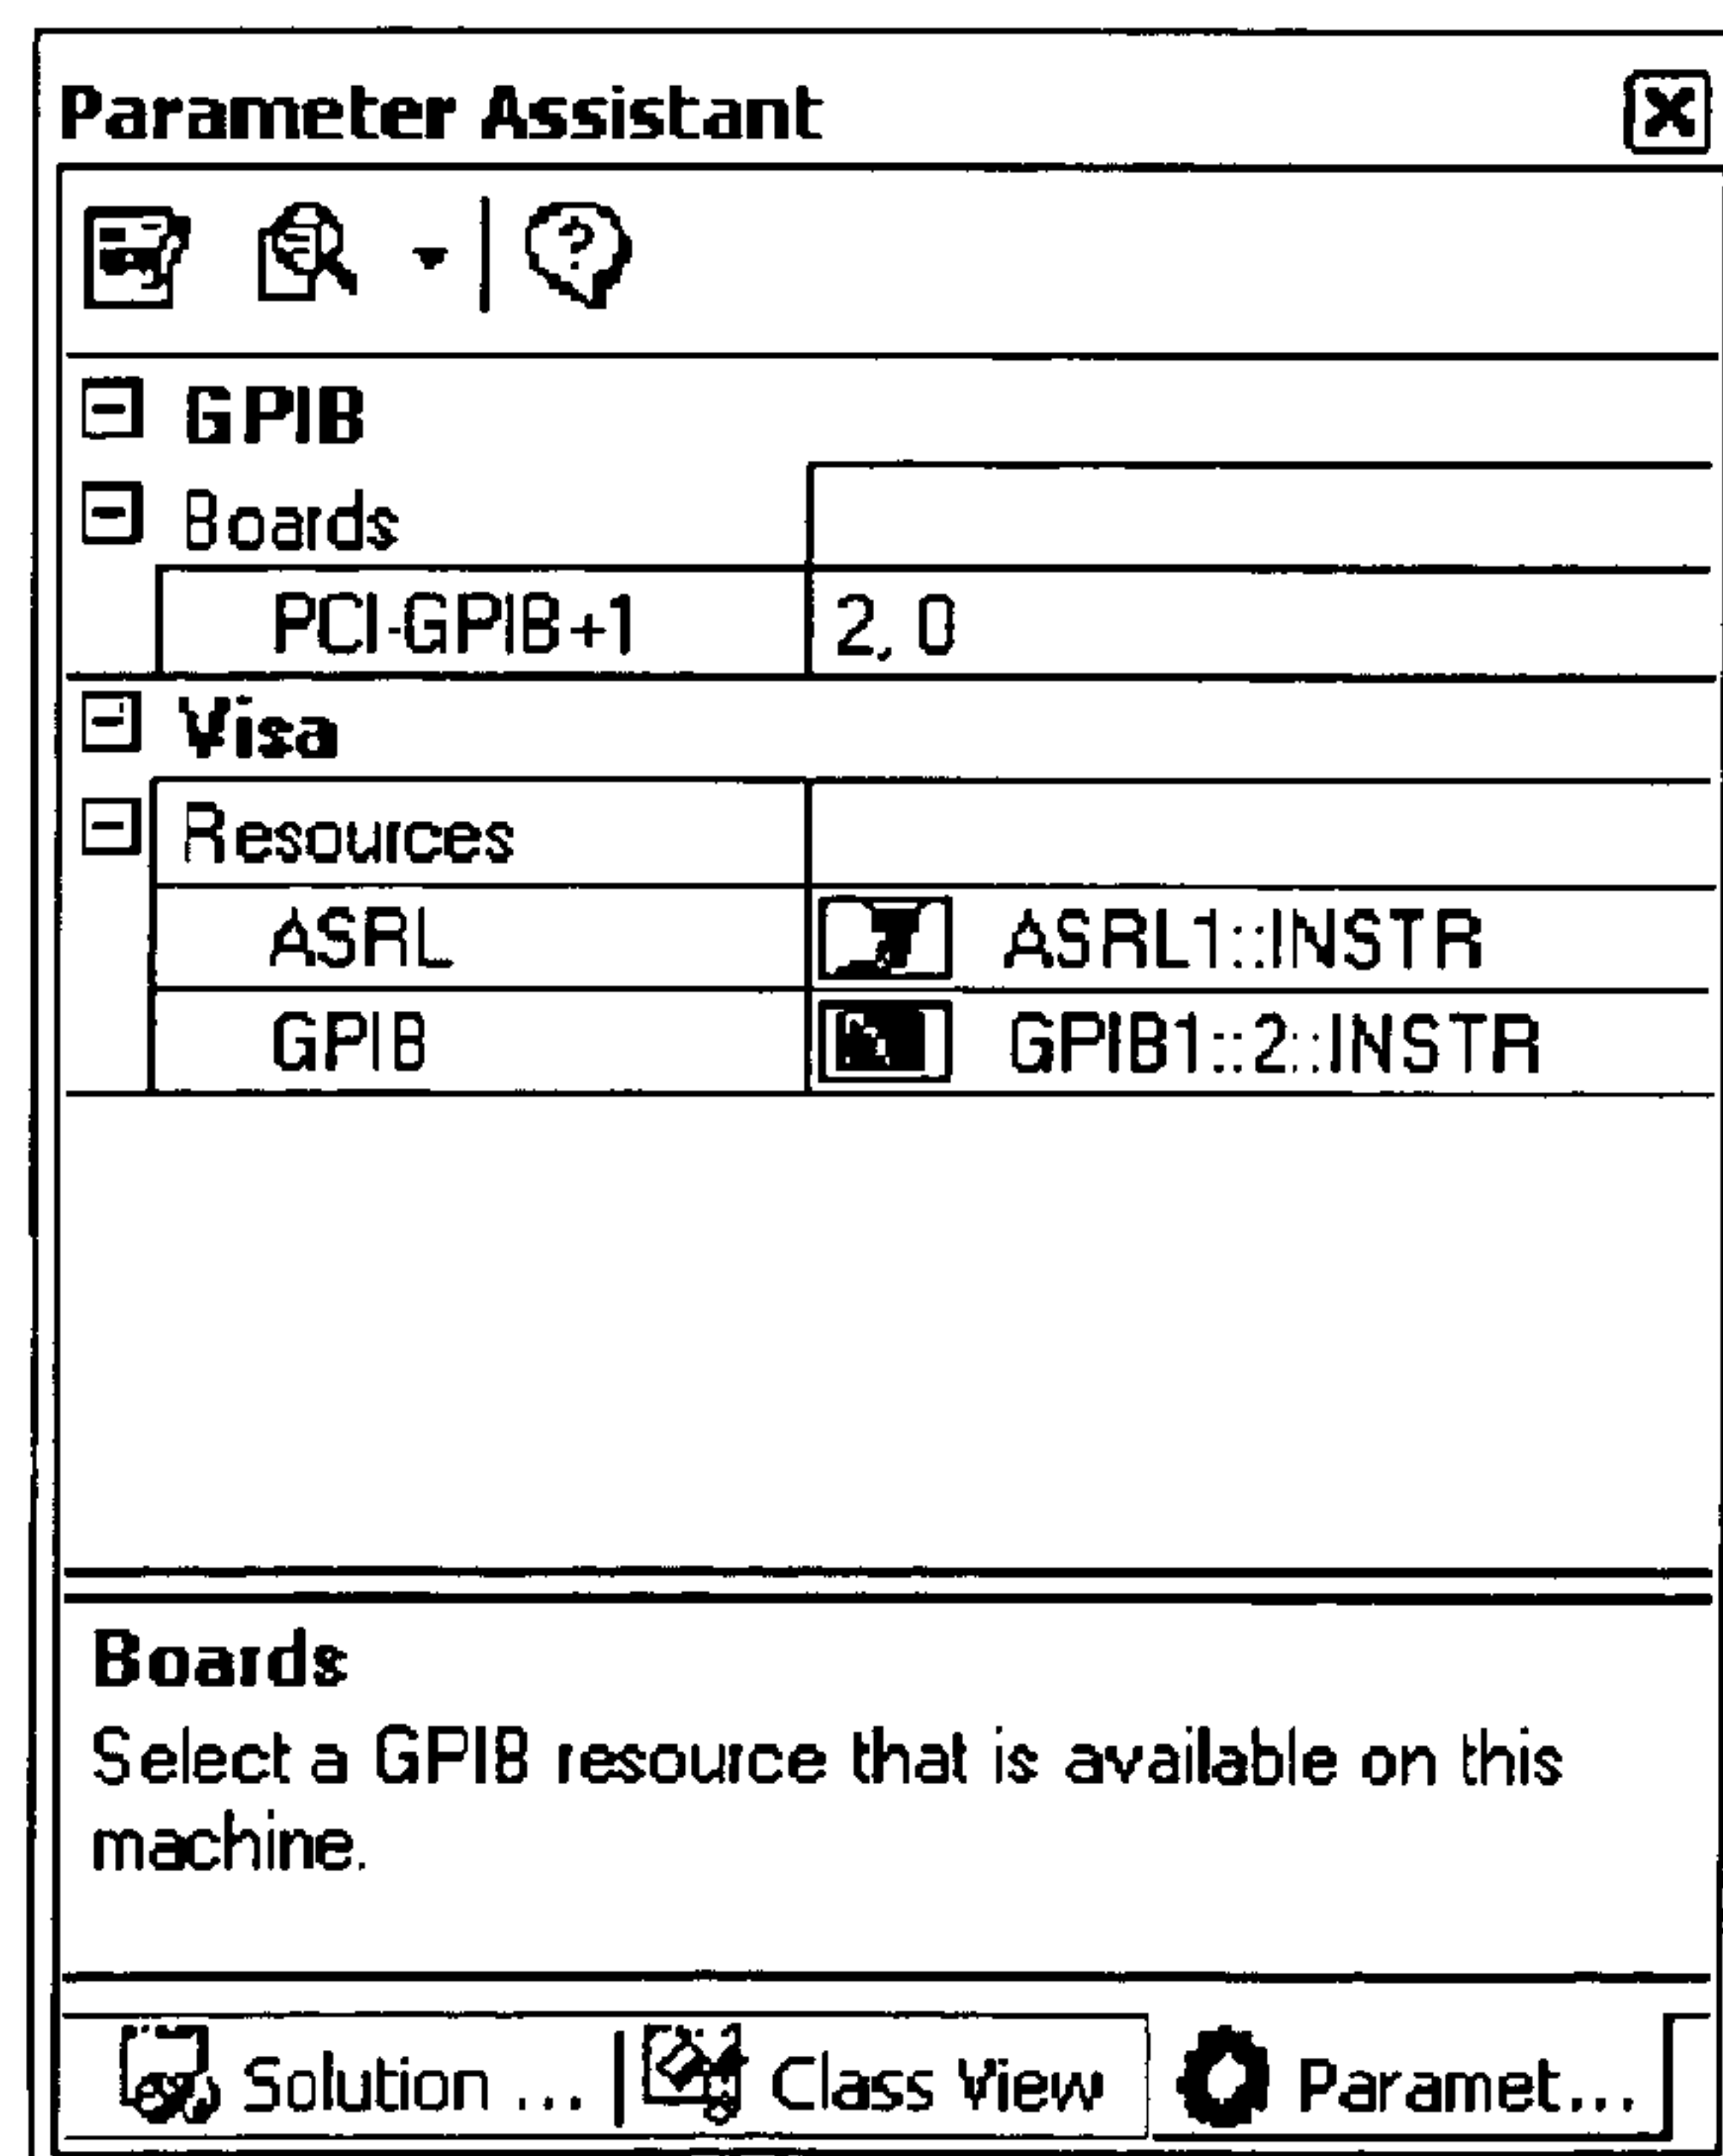 Parameter Assistant
GPIB
Boards
PCI-GPIB+1 2, 0
Visa
Resources
ASRL ASRL1::INSTR
GPIB GPIB1::2::INSTR
Boards
Select a GPIB resource that is available on this
machine.
Solution ... Class View Paramet...